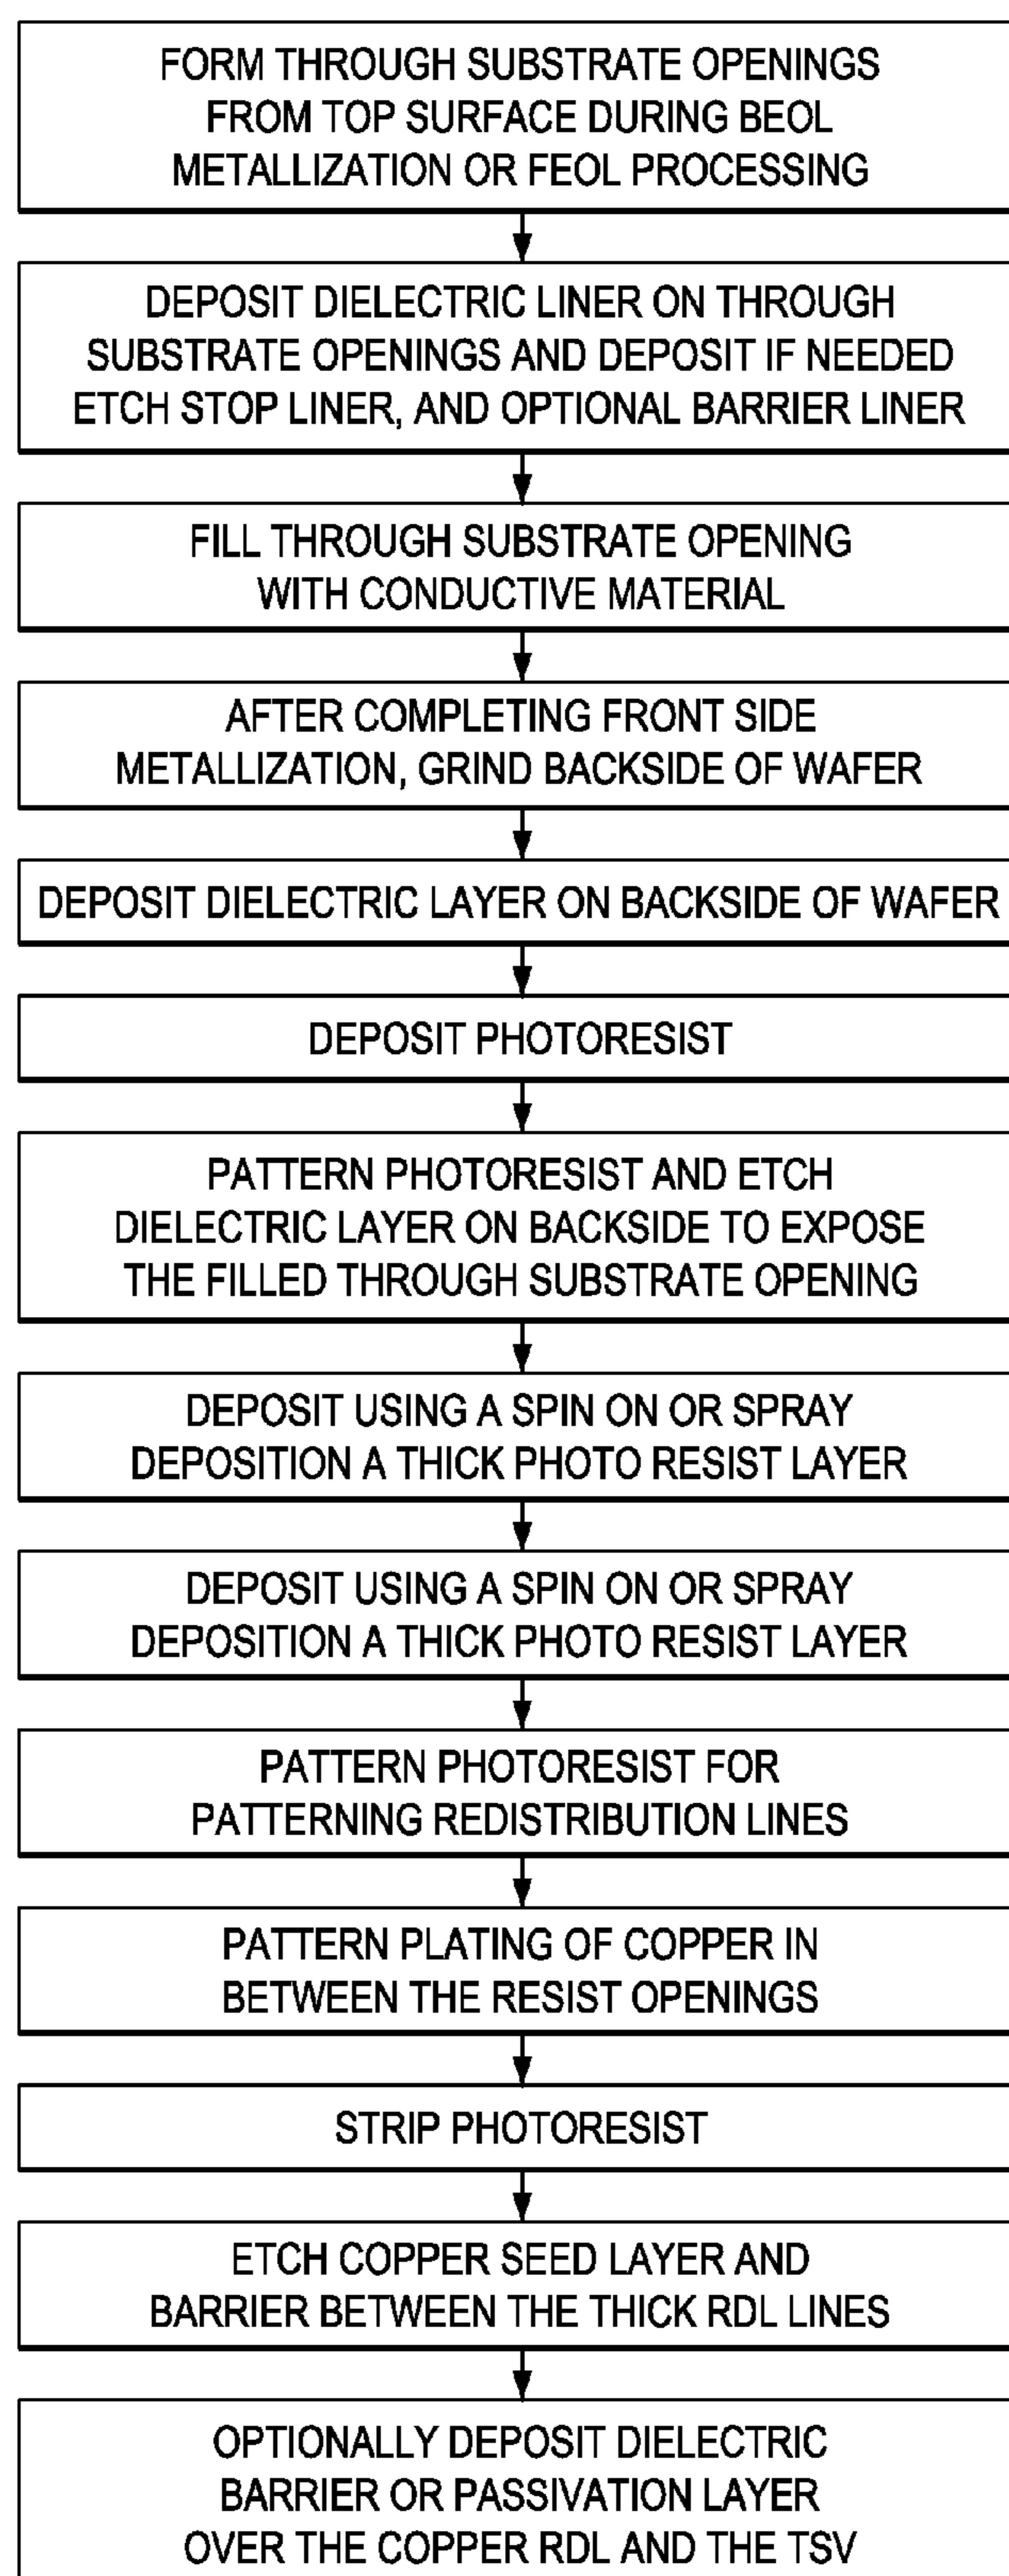 FORM THROUGH SUBSTRATE OPENINGS
FROM TOP SURFACE DURING BEOL
METALLIZATION OR FEOL PROCESSING
DEPOSIT DIELECTRIC LINER ON THROUGH
SUBSTRATE OPENINGS AND DEPOSIT IF NEEDED
ETCH STOP LINER, AND OPTIONAL BARRIER LINER
FILL THROUGH SUBSTRATE OPENING
WITH CONDUCTIVE MATERIAL
AFTER COMPLETING FRONT SIDE
METALLIZATION, GRIND BACKSIDE OF WAFER
DEPOSIT DIELECTRIC LAYER ON BACKSIDE OF WAFER
DEPOSIT PHOTORESIST
PATTERN PHOTORESIST AND ETCH
DIELECTRIC LAYER ON BACKSIDE TO EXPOSE
THE FILLED THROUGH SUBSTRATE OPENING
DEPOSIT USING A SPIN ON OR SPRAY
DEPOSITION A THICK PHOTO RESIST LAYER
DEPOSIT USING A SPIN ON OR SPRAY
DEPOSITION A THICK PHOTO RESIST LAYER
PATTERN PHOTORESIST FOR
PATTERNING REDISTRIBUTION LINES
PATTERN PLATING OF COPPER IN
BETWEEN THE RESIST OPENINGS
STRIP PHOTORESIST
ETCH COPPER SEED LAYER AND
BARRIER BETWEEN THE THICK RDL LINES
OPTIONALLY DEPOSIT DIELECTRIC
BARRIER OR PASSIVATION LAYER
OVER THE COPPER RDL AND THE TSV